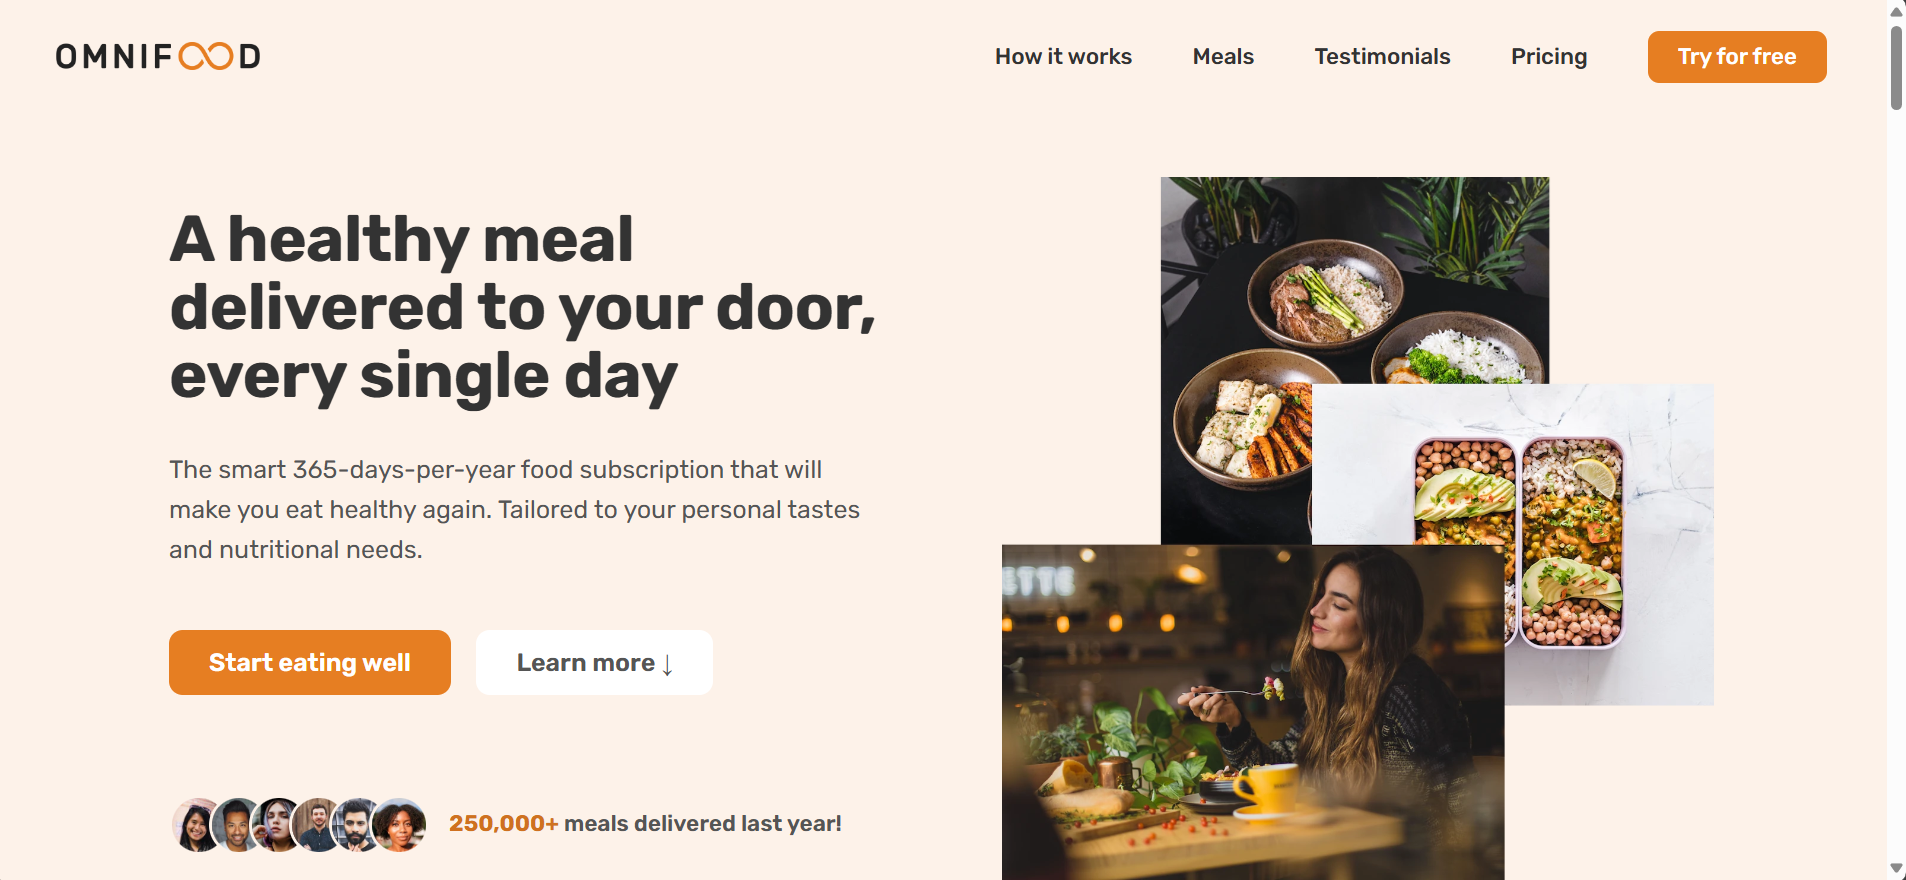 OMNIFOOD
How it works
Meals
Testimonials
Pricing
Try for free
A healthy meal
delivered to your door,
every single day
The smart 365-days-per-year food subscription that will
make you eat healthy again. Tailored to your personal tastes
and nutritional needs.
Start eating well
Learn more ↓
250,000+ meals delivered last year!
ETTE